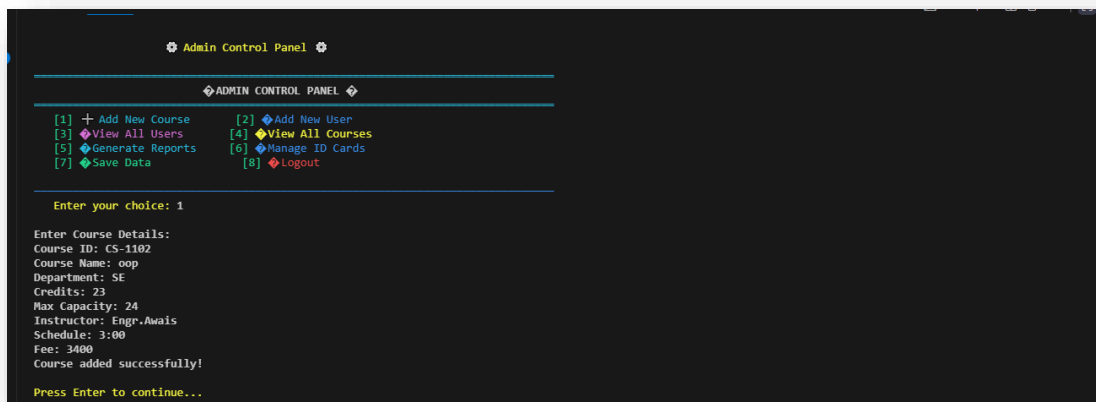 ⚙ Admin Control Panel ⚙
�ADMIN CONTROL PANEL �
[1] + Add New Course [2] �Add New User
[3] �View All Users [4] �View All Courses
[5] �Generate Reports [6] �Manage ID Cards
[7] �Save Data [8] �Logout
Enter your choice: 1
Enter Course Details:
Course ID: CS-1102
Course Name: oop
Department: SE
Credits: 23
Max Capacity: 24
Instructor: Engr.Awais
Schedule: 3:00
Fee: 3400
Course added successfully!
Press Enter to continue...